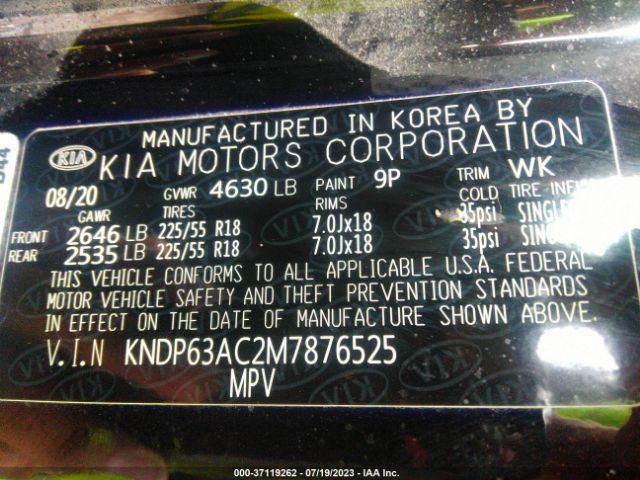 MANUFACTURED IN KOREA BY
KIA KIA MOTORS CORPORATION
08/20 GVWR 4630 LB PAINT 9P TRIM WK
GAWR TIRES RIMS COLD TIRE
FRONT 2646 LB 225/55 R18 7.0Jx18 35psi
REAR 2535 LB 225/55 R18 7.0Jx18 35psi
THIS VEHICLE CONFORMS TO ALL APPLICABLE U.S.A. FEDERAL
MOTOR VEHICLE SAFETY AND THEFT PREVENTION STANDARDS
IN EFFECT ON THE DATE OF MANUFACTURE SHOWN ABOVE.
V.I.N KNDP63AC2M7876525
MPV
000-37119262 - 07/19/2023 - IAA Inc.